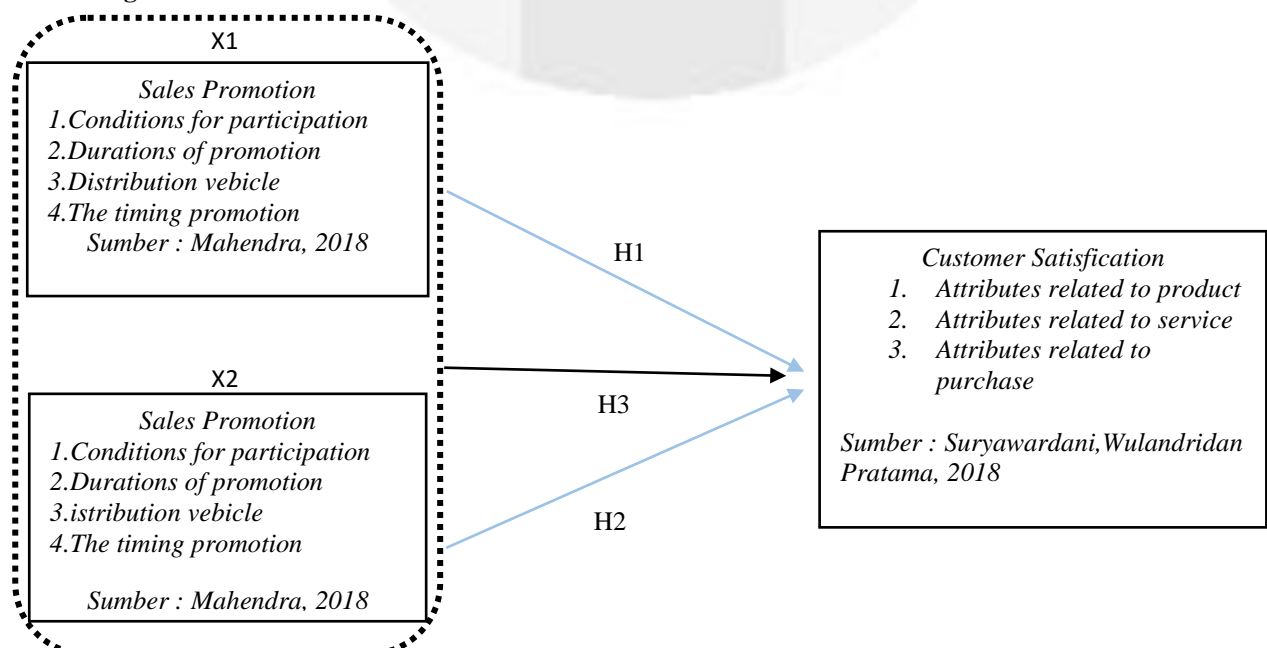 X1
Sales Promotion
1.Conditions for participation
2.Durations of promotion
3.Distribution vebicle
4.The timing promotion
Sumber : Mahendra, 2018
X2
Sales Promotion
1.Conditions for participation
2.Durations of promotion
3.istribution vehicle
4.The timing promotion
Sumber : Mahendra, 2018
H1
H3
H2
Customer Satisfication
1. Attributes related to product
2. Attributes related to service
3. Attributes related to
purchase
Sumber : Suryawardani,Wulandridan
Pratama, 2018